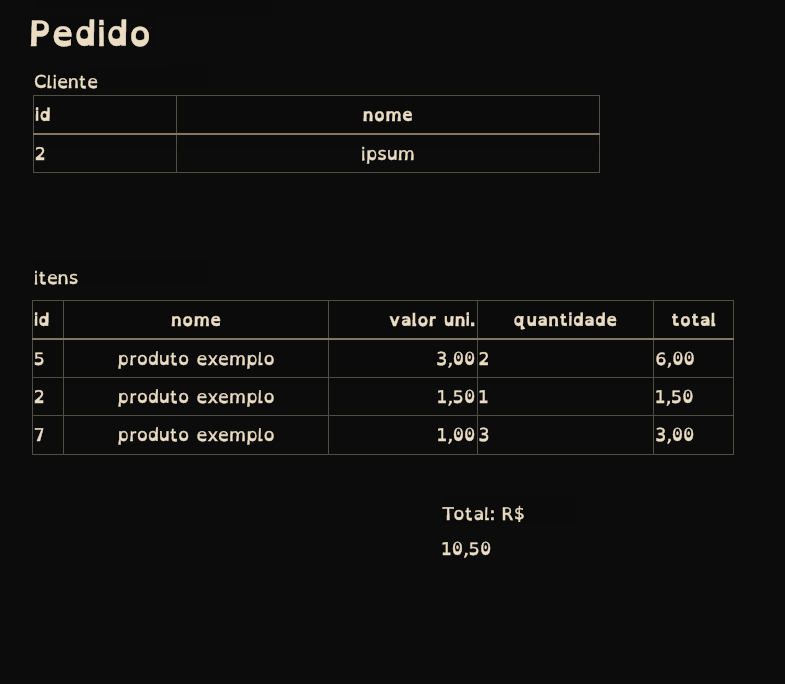 Pedido
Cliente
id nome
2 ipsum
itens
id nome valor uni. quantidade total
5 produto exemplo 3,00 2 6,00
2 produto exemplo 1,50 1 1,50
7 produto exemplo 1,00 3 3,00
Total: R$
10,50